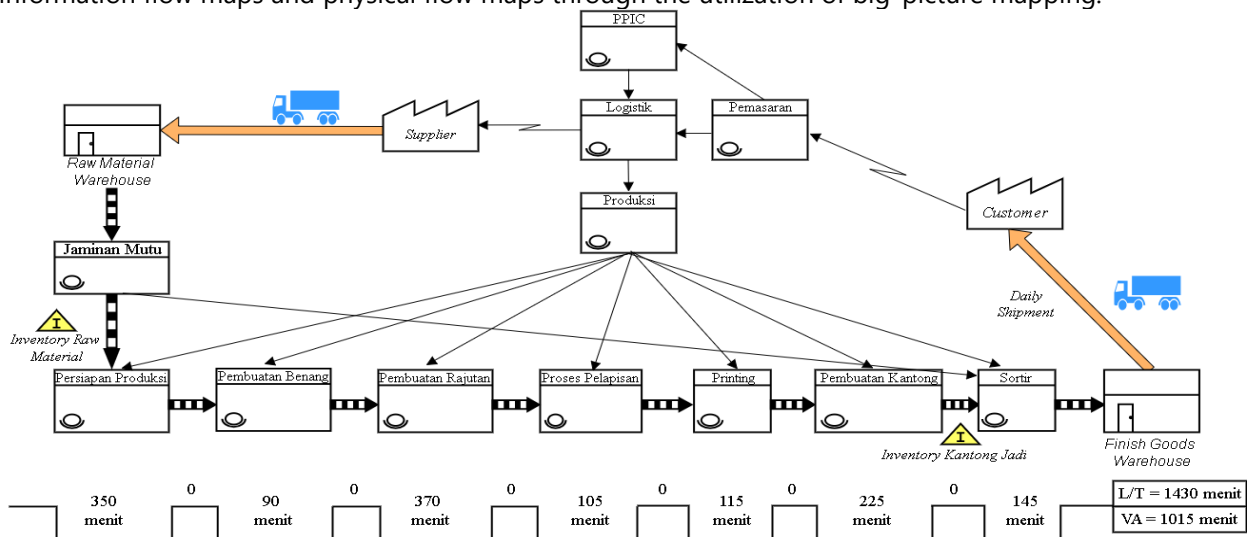 information flow maps and physical flow maps through the utilization of big-picture mapping.
PPIC
Logistik
Pemasaran
Supplier
Raw Material
Warehouse
Produksi
Customer
Jaminan Mutu
Daily
Shipment
Inventory Raw
Material
I
Persiapan Produksi
Pembuatan Benang
Pembuatan Rajutan
Proses Pelapisan
Printing
Pembuatan Kantong
Sortir
I
Inventory Kantong Jadi
Finish Goods
Warehouse
350
menit
0
90
menit
0
370
menit
0
105
menit
0
115
menit
0
225
menit
0
145
menit
L/T = 1430 menit
VA = 1015 menit